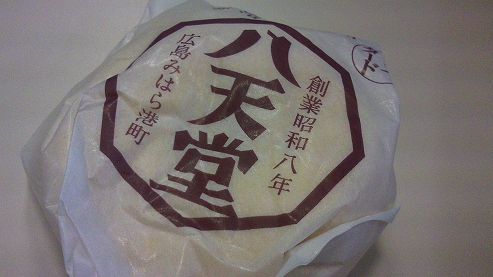 創業昭和八年
八天堂
広島みはら港町